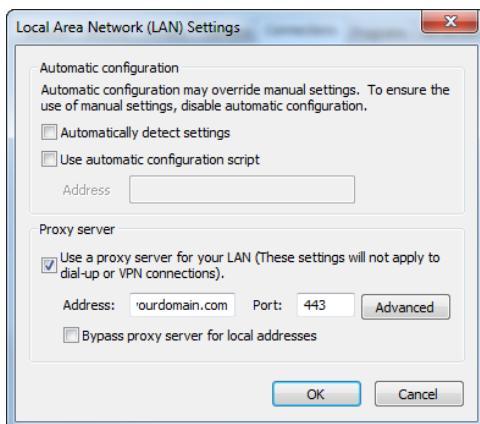 Local Area Network (LAN) Settings
Automatic configuration
Automatic configuration may override manual settings. To ensure the
use of manual settings, disable automatic configuration.
Automatically detect settings
Use automatic configuration script
Address
Proxy server
Use a proxy server for your LAN (These settings will not apply to
dial-up or VPN connections).
Address: ourdomain.com Port: 443 Advanced
Bypass proxy server for local addresses
OK Cancel